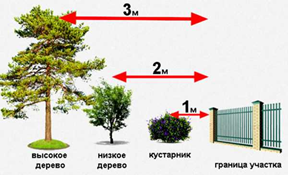 3м
2м
1м
высокое
дерево
низкое
дерево
кустарник
граница участка